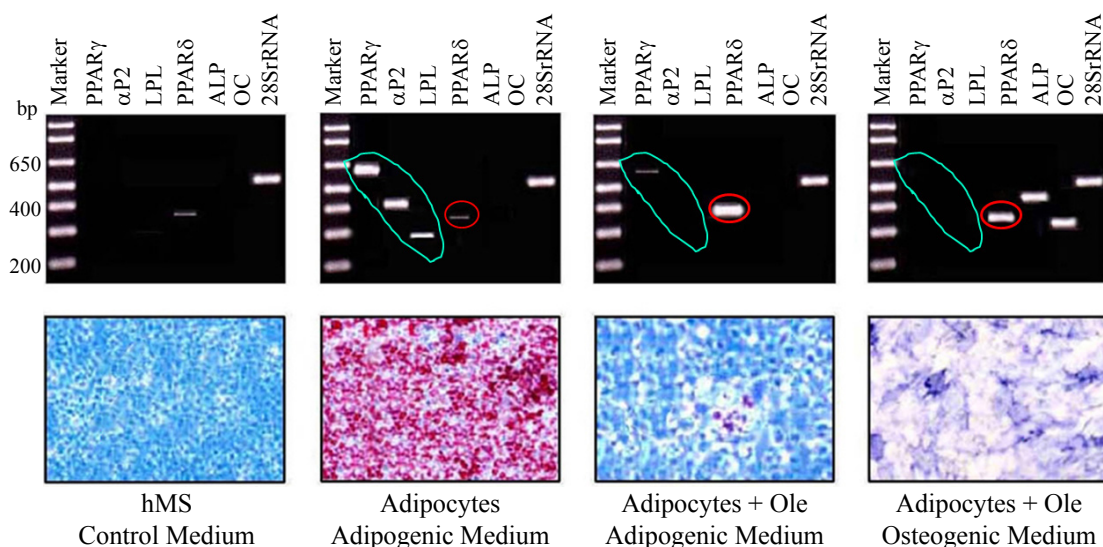 Marker PPARγ αP2 LPL PPARδ ALP OC 28SrRNA
Marker PPARγ αP2 LPL PPARδ ALP OC 28SrRNA
Marker PPARγ αP2 LPL PPARδ ALP OC 28SrRNA
Marker PPARγ αP2 LPL PPARδ ALP OC 28SrRNA
bp
650
400
200
hMS
Control Medium
Adipocytes
Adipogenic Medium
Adipocytes + Ole
Adipogenic Medium
Adipocytes + Ole
Osteogenic Medium